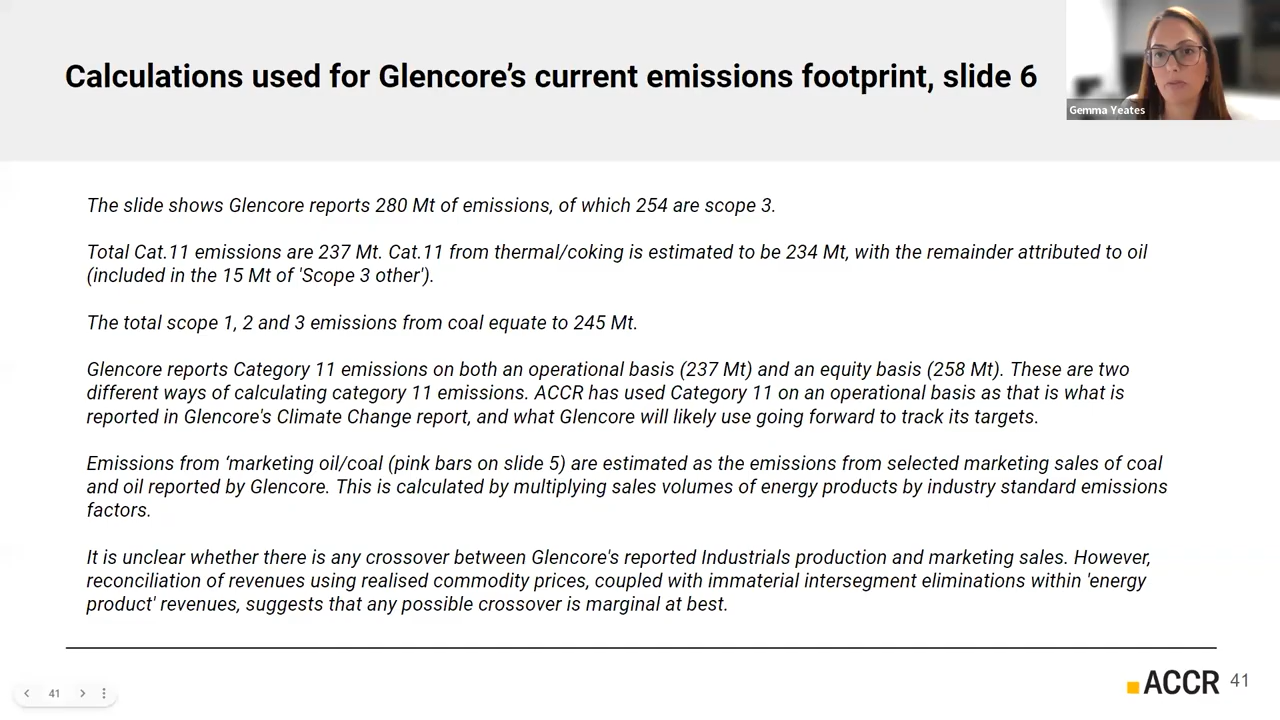 Calculations used for Glencore's current emissions footprint, slide 6
Gemma Yeates
The slide shows Glencore reports 280 Mt of emissions, of which 254 are scope 3.
Total Cat.11 emissions are 237 Mt. Cat.11 from thermal/coking is estimated to be 234 Mt, with the remainder attributed to oil
(included in the 15 Mt of 'Scope 3 other').
The total scope 1, 2 and 3 emissions from coal equate to 245 Mt.
Glencore reports Category 11 emissions on both an operational basis (237 Mt) and an equity basis (258 Mt). These are two
different ways of calculating category 11 emissions. ACCR has used Category 11 on an operational basis as that is what is
reported in Glencore's Climate Change report, and what Glencore will likely use going forward to track its targets.
Emissions from ‘marketing oil/coal (pink bars on slide 5) are estimated as the emissions from selected marketing sales of coal
and oil reported by Glencore. This is calculated by multiplying sales volumes of energy products by industry standard emissions
factors.
It is unclear whether there is any crossover between Glencore's reported Industrials production and marketing sales. However,
reconciliation of revenues using realised commodity prices, coupled with immaterial intersegment eliminations within 'energy
product' revenues, suggests that any possible crossover is marginal at best.
41
ACCR 41